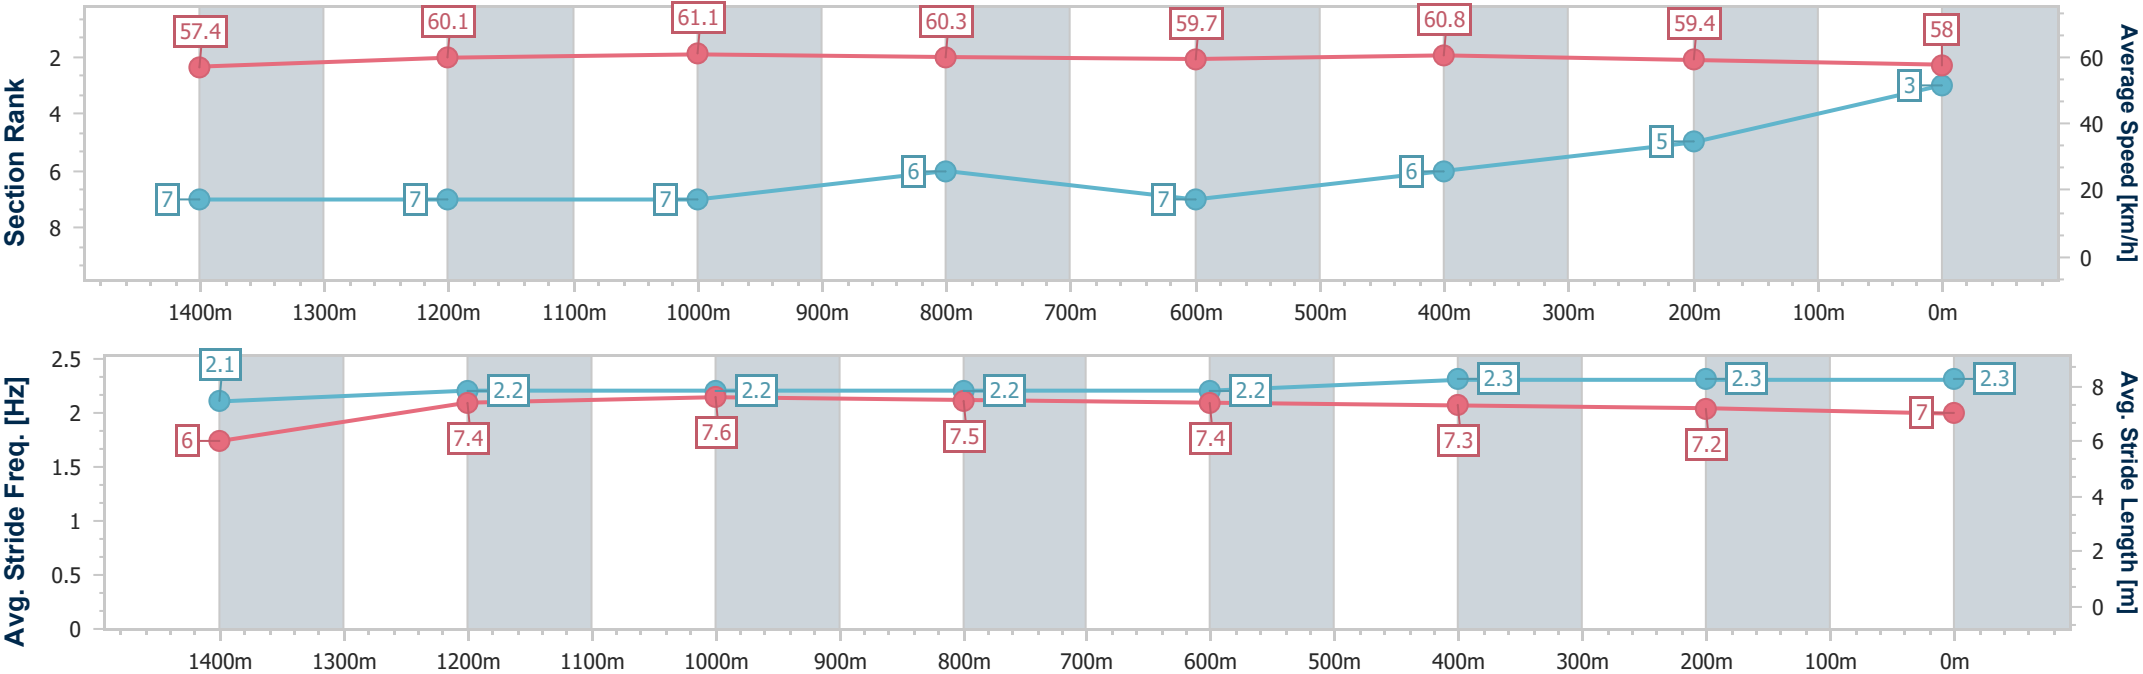 57.4 60.1 61.1 60.3 59.7 60.8 59.4 58
Section Rank
2
4
6
8
7 7 7 6 7 6 5 3
60
40
20
0
Average Speed [km/h]
1400m 1300m 1200m 1100m 1000m 900m 800m 700m 600m 500m 400m 300m 200m 100m 0m
Avg. Stride Freq. [Hz]
2.5
2
1.5
1
0.5
0
2.1 2.2 2.2 2.2 2.2 2.3 2.3 2.3
6 7.4 7.6 7.5 7.4 7.3 7.2 7
8
6
4
2
0
Avg. Stride Length [m]
1400m 1300m 1200m 1100m 1000m 900m 800m 700m 600m 500m 400m 300m 200m 100m 0m